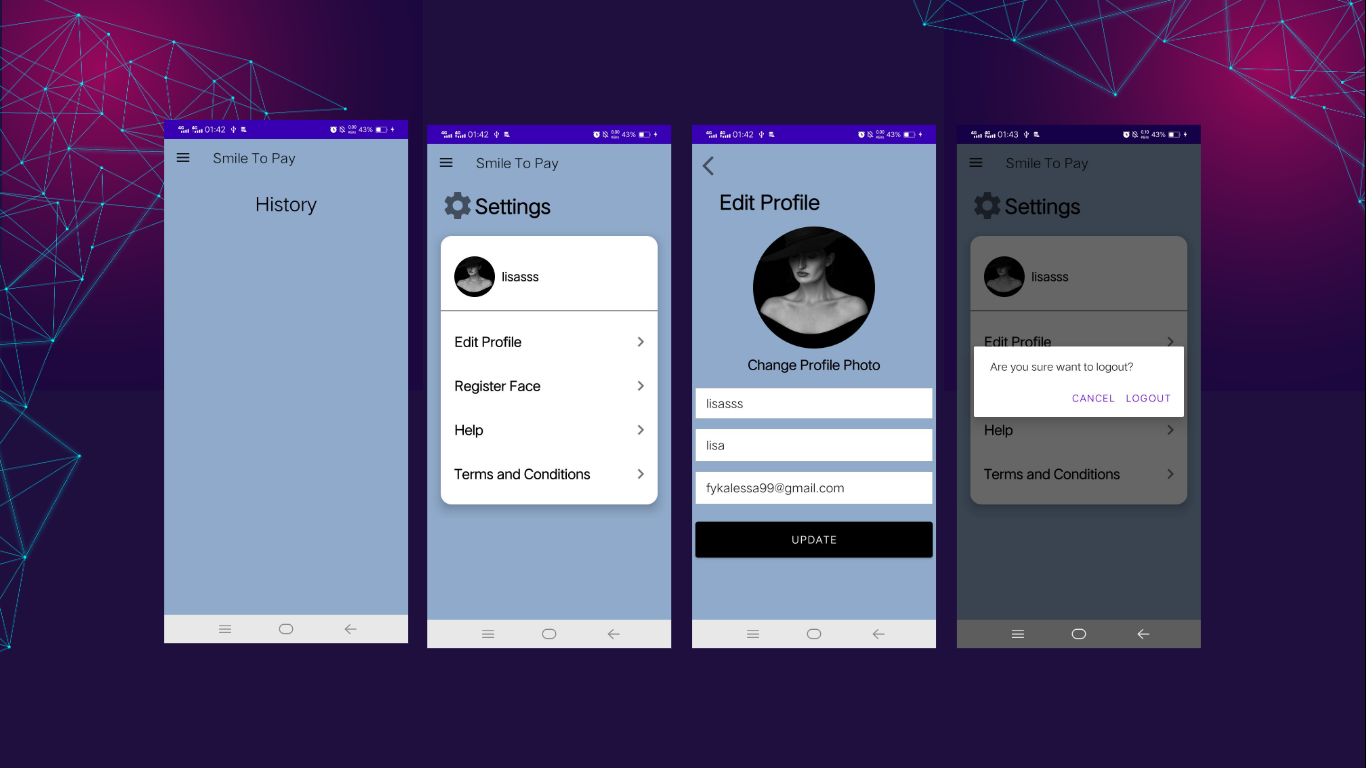 01:42
43%
Smile To Pay
History
01:42
43%
Smile To Pay
Settings
lisasss
Edit Profile
Register Face
Help
Terms and Conditions
01:42
43%
Edit Profile
Change Profile Photo
lisasss
lisa
fykalessa99@gmail.com
UPDATE
01:43
43%
Smile To Pay
Settings
lisasss
Edit Profile
Are you sure want to logout?
CANCEL LOGOUT
Help
Terms and Conditions